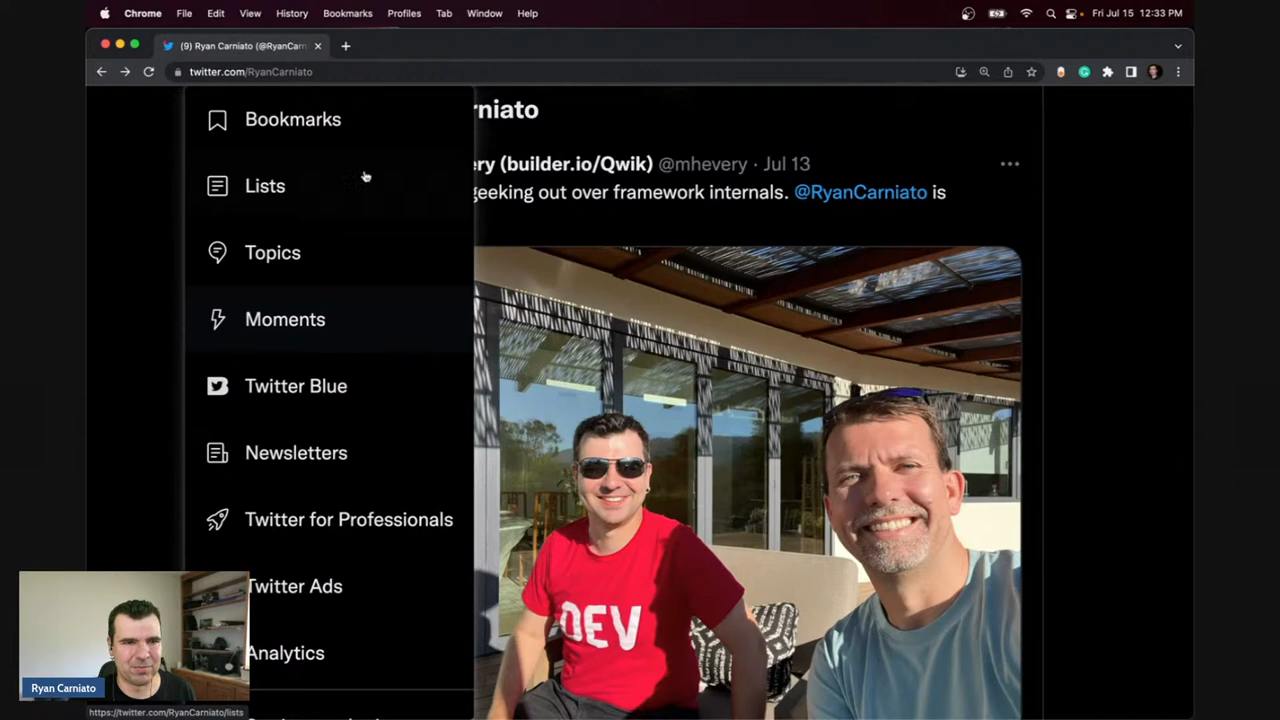 Chrome File Edit View History Bookmarks Profiles Tab Window Help Fri Jul 15 12:33 PM
(9) Ryan Carniato (@RyanCarn
twitter.com/RyanCarniato
Bookmarks
Lists
Topics
Moments
Twitter Blue
Newsletters
Twitter for Professionals
Twitter Ads
Analytics
rniato
ery (builder.io/Qwik) @mhevery · Jul 13
geeking out over framework internals. @RyanCarniato is
DEV
Ryan Carniato
https://twitter.com/RyanCarniato/lists